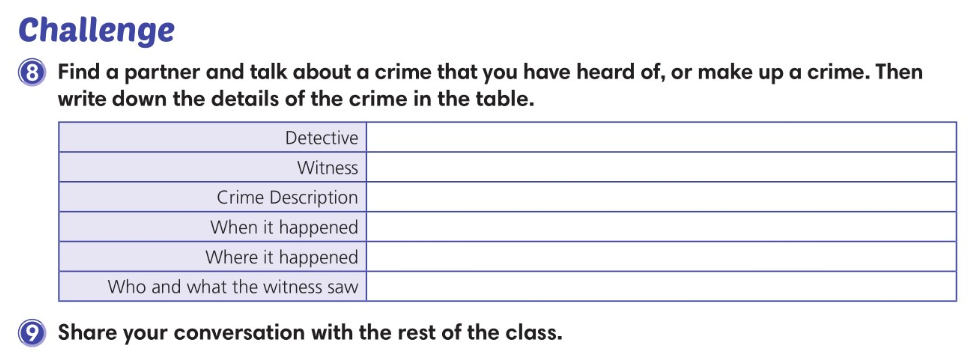 Challenge
8 Find a partner and talk about a crime that you have heard of, or make up a crime. Then
write down the details of the crime in the table.
Detective
Witness
Crime Description
When it happened
Where it happened
Who and what the witness saw
9 Share your conversation with the rest of the class.